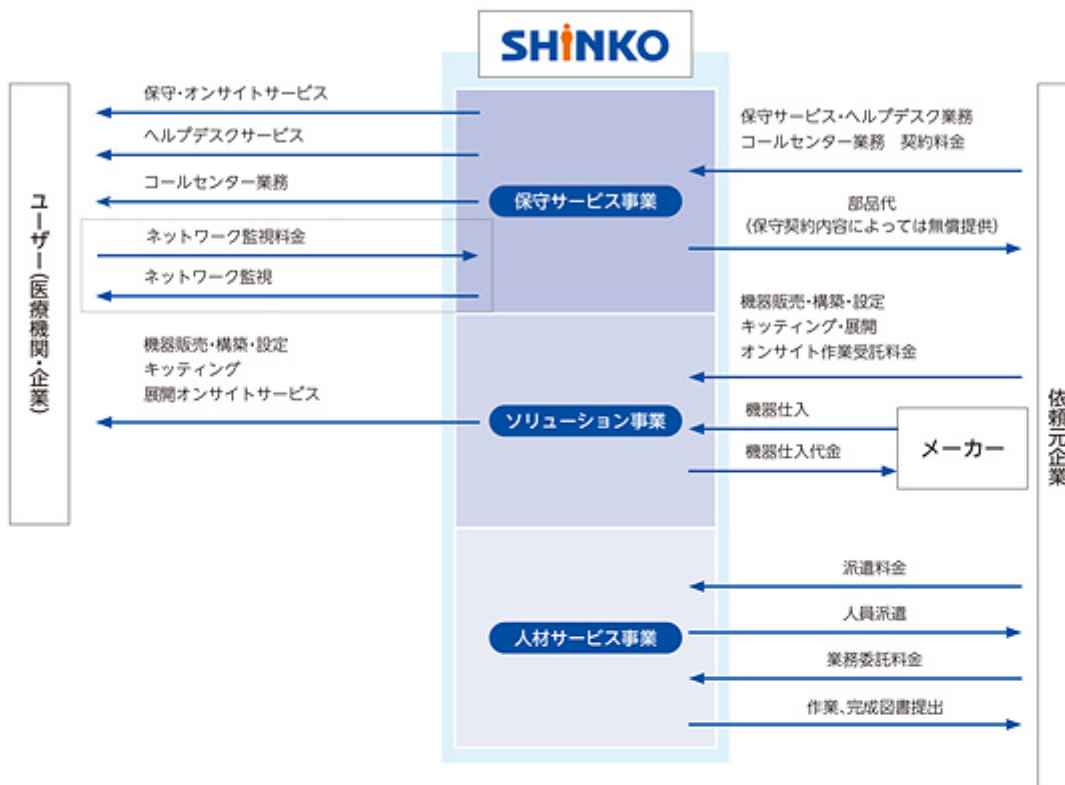 SHiNKO
ユーザー(医療機関・企業)
保守・オンサイトサービス
ヘルプデスクサービス
コールセンター業務
ネットワーク監視料金
ネットワーク監視
機器販売・構築・設定
キッティング
展開オンサイトサービス
保守サービス事業
ソリューション事業
人材サービス事業
保守サービス・ヘルプデスク業務
コールセンター業務 契約料金
部品代
(保守契約内容によっては無償提供)
機器販売・構築・設定
キッティング・展開
オンサイト作業受託料金
機器仕入
機器仕入代金
メーカー
派遣料金
人員派遣
業務委託料金
作業、完成図書提出
依頼元企業